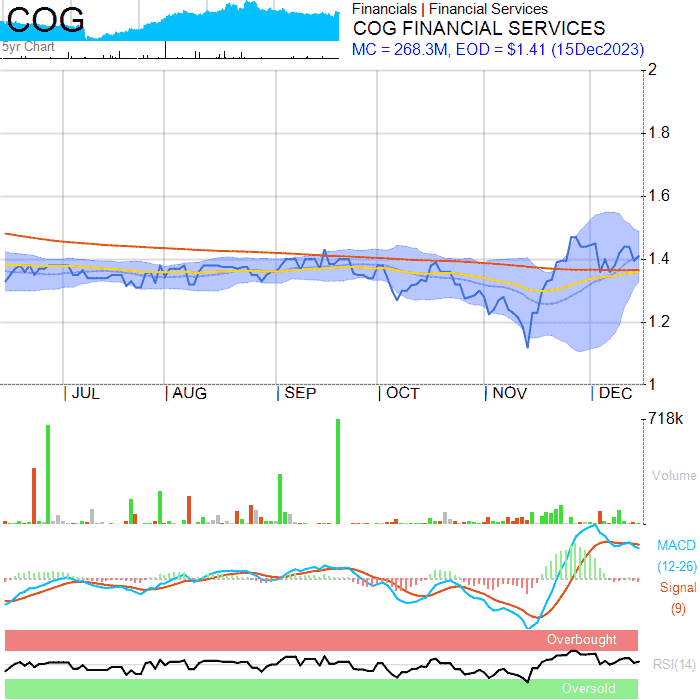 COG
5yr Chart
Financials | Financial Services
COG FINANCIAL SERVICES
MC = 268.3M, EOD = $1.41 (15Dec2023)
2
1.8
1.6
1.4
1.2
1
| JUL | AUG | SEP | OCT | NOV | DEC
718k
Volume
MACD
(12-26)
Signal
(9)
Overbought
RSI(14)
Oversold